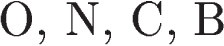 O, N, C, B